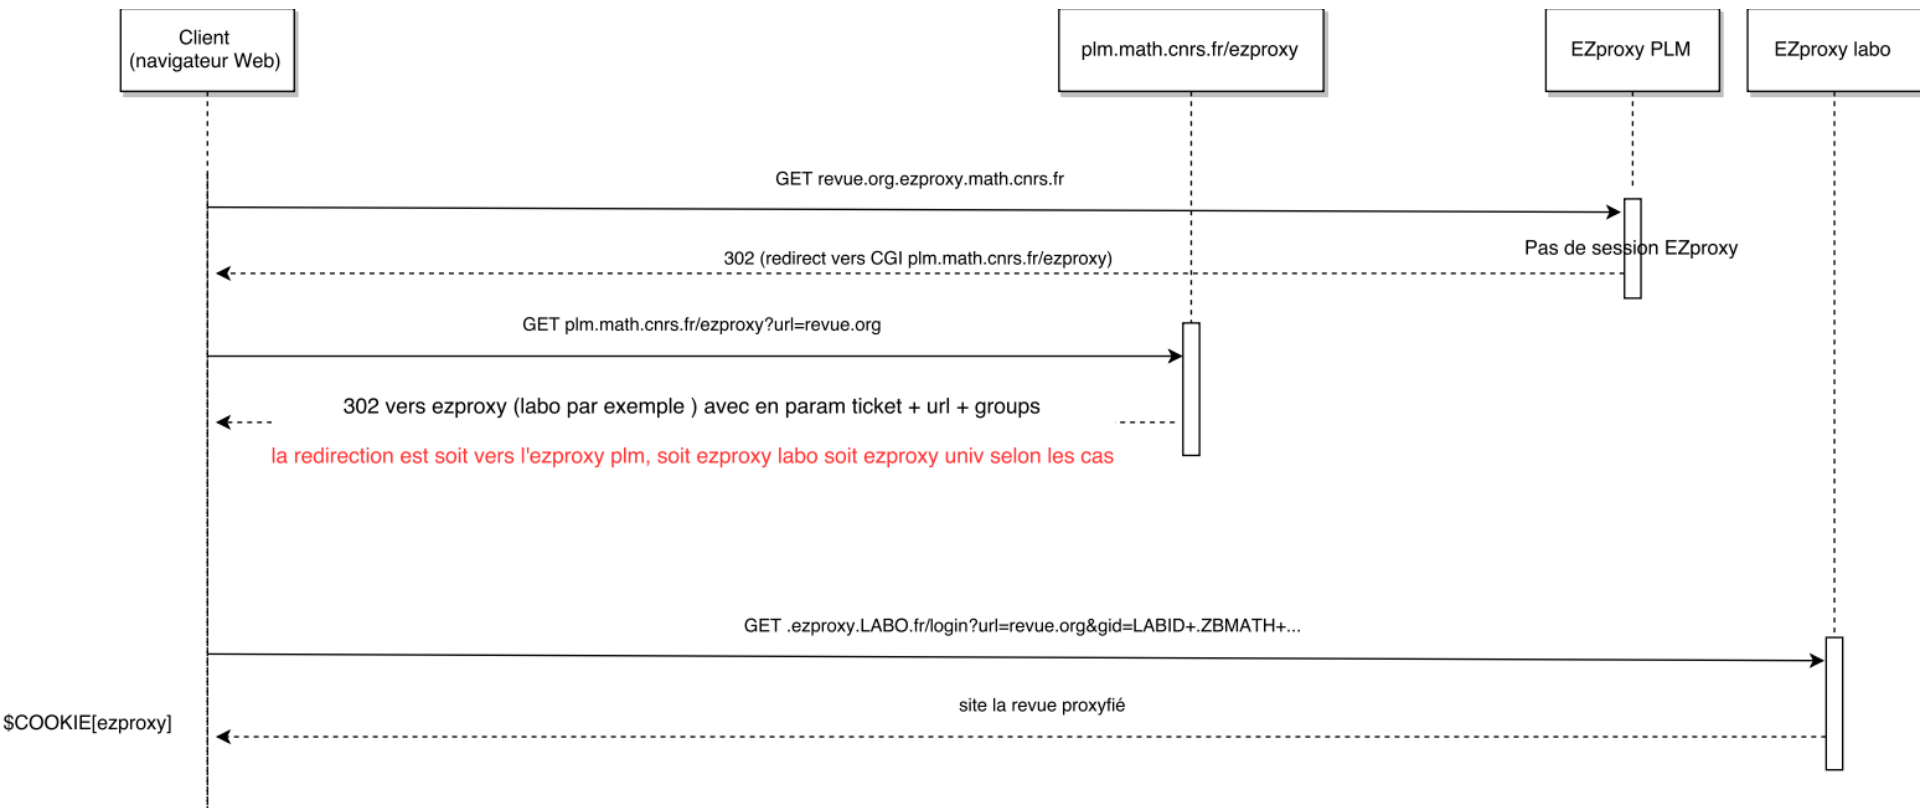 Client
(navigateur Web)
plm.math.cnrs.fr/ezproxy
EZproxy PLM
EZproxy labo
GET revue.org.ezproxy.math.cnrs.fr
Pas de session EZproxy
302 (redirect vers CGI plm.math.cnrs.fr/ezproxy)
GET plm.math.cnrs.fr/ezproxy?url=revue.org
302 vers ezproxy (labo par exemple ) avec en param ticket + url + groups
la redirection est soit vers l'ezproxy plm, soit ezproxy labo soit ezproxy univ selon les cas
GET .ezproxy.LABO.fr/login?url=revue.org&gid=LABID+.ZBMATH+...
site la revue proxyfié
$COOKIE[ezproxy]